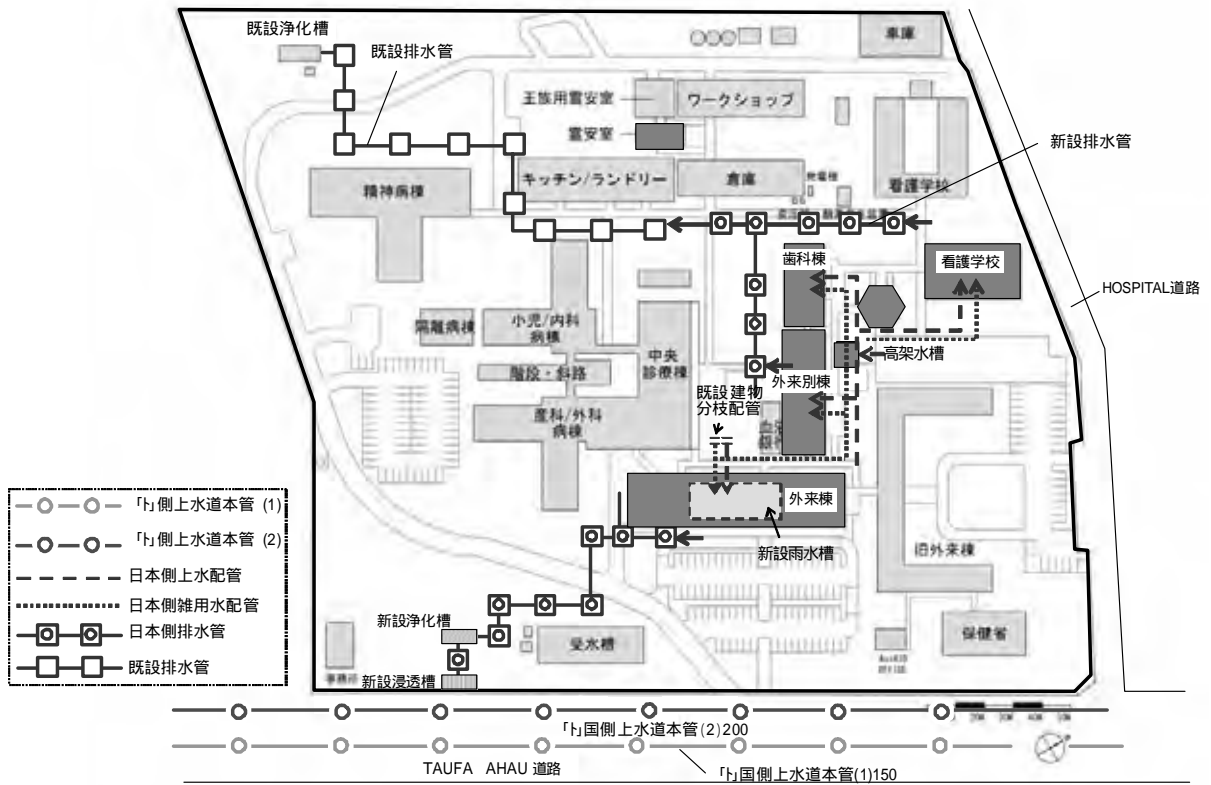 車庫
既設浄化槽
既設排水管
王族用霊安室
ワークショップ
霊安室
新設排水管
キッチン/ランドリー
倉庫
発電機
看護学校
精神病棟
歯科棟
看護学校
HOSPITAL道路
隔離病棟
小児/内科
病棟
中央
診療棟
高架水槽
階段・斜路
外来別棟
既設建物
分枝配管
産科/外科
病棟
外来棟
新設雨水槽
旧外来棟
「ト」側上水道本管 (1)
「ト」側上水道本管 (2)
日本側上水配管
日本側雑用水配管
日本側排水管
既設排水管
新設浄化槽
受水槽
保健省
新設浸透槽
事務所
「ト」国側上水道本管(2)200
TAUFA AHAU 道路
「ト」国側上水道本管(1)150